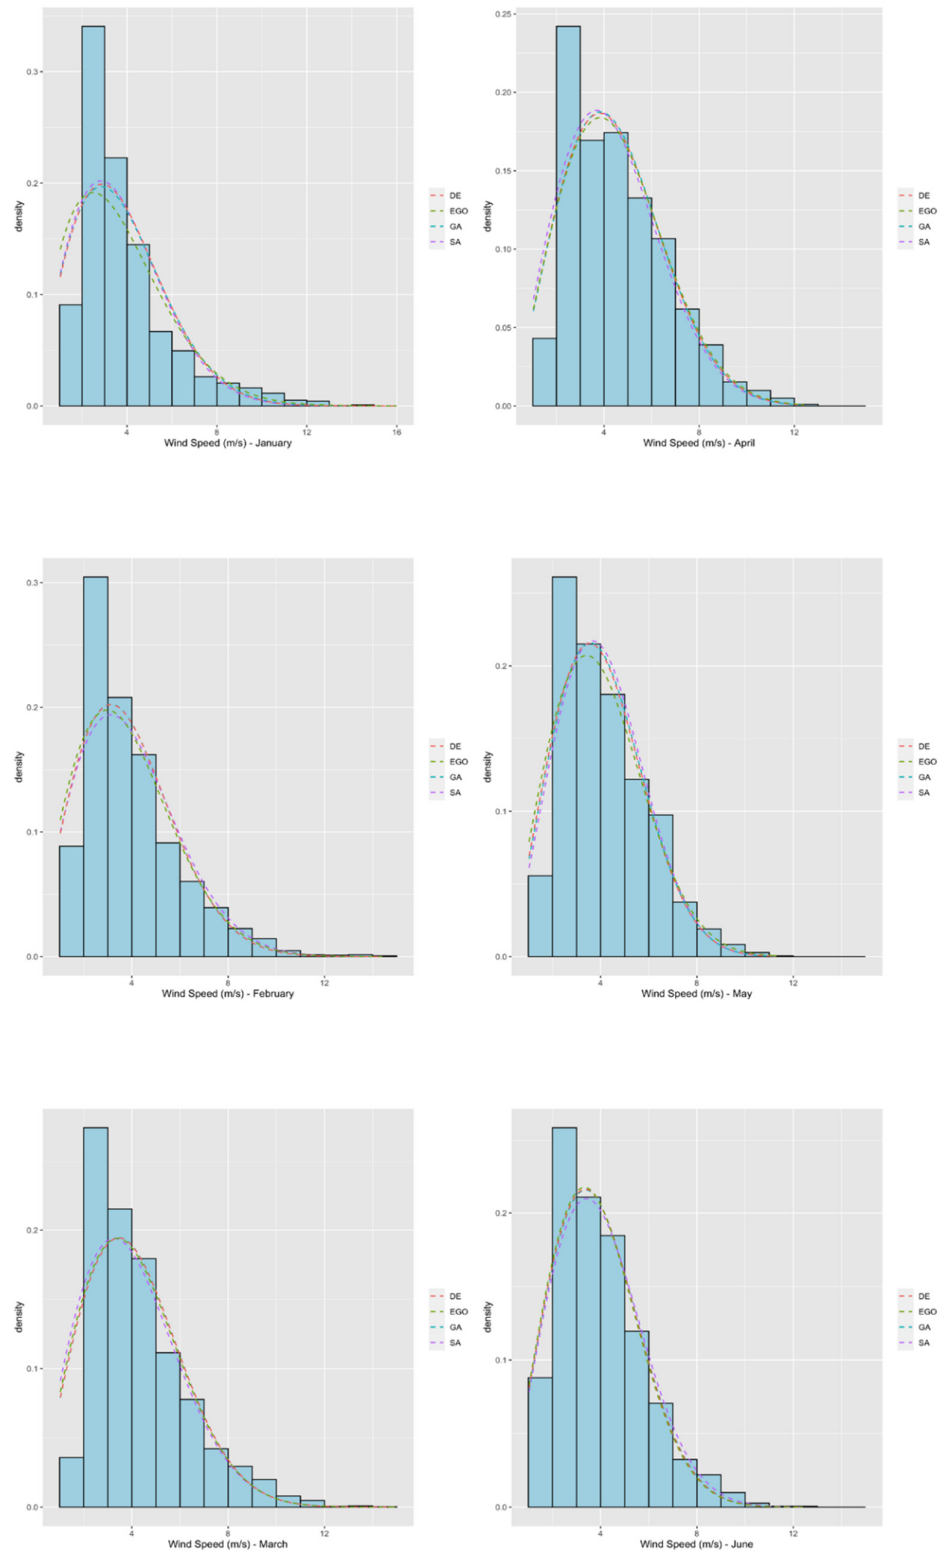 0.3
0.2
0.1
0.0
density
4
8
12
16
Wind Speed (m/s) - January
DE
EGO
GA
SA
0.25
0.20
0.15
0.10
0.05
0.00
density
4
8
12
Wind Speed (m/s) - April
DE
EGO
GA
SA
0.3
0.2
0.1
0.0
density
4
8
12
Wind Speed (m/s) - February
DE
EGO
GA
SA
0.2
0.1
0.0
density
4
8
12
Wind Speed (m/s) - May
DE
EGO
GA
SA
0.2
0.1
0.0
density
4
8
12
Wind Speed (m/s) - March
DE
EGO
GA
SA
0.2
0.1
0.0
density
4
8
12
Wind Speed (m/s) - June
DE
EGO
GA
SA